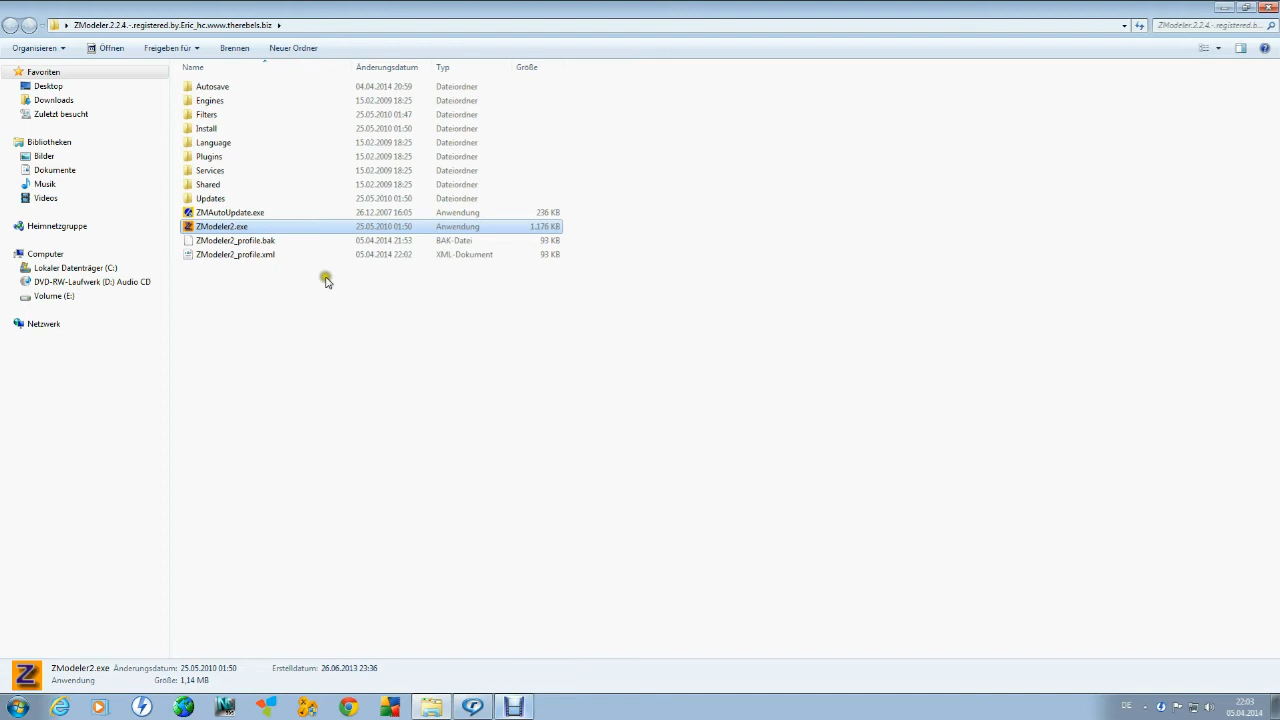 ZModeler.2.2.4.-.registered.by.Eric_hc.www.therebels.biz
ZModeler.2.2.4.-.registered.b...
Organisieren
Öffnen
Freigeben für
Brennen
Neuer Ordner
Favoriten
Desktop
Downloads
Zuletzt besucht
Bibliotheken
Bilder
Dokumente
Musik
Videos
Heimnetzgruppe
Computer
Lokaler Datenträger (C:)
DVD-RW-Laufwerk (D:) Audio CD
Volume (E:)
Netzwerk
Name Änderungsdatum Typ Größe
Autosave 04.04.2014 20:59 Dateiordner
Engines 15.02.2009 18:25 Dateiordner
Filters 25.05.2010 01:47 Dateiordner
Install 25.05.2010 01:50 Dateiordner
Language 15.02.2009 18:25 Dateiordner
Plugins 15.02.2009 18:25 Dateiordner
Services 15.02.2009 18:25 Dateiordner
Shared 15.02.2009 18:25 Dateiordner
Updates 25.05.2010 01:50 Dateiordner
ZMAutoUpdate.exe 26.12.2007 16:05 Anwendung 236 KB
ZModeler2.exe 25.05.2010 01:50 Anwendung 1.176 KB
ZModeler2_profile.bak 05.04.2014 21:53 BAK-Datei 93 KB
ZModeler2_profile.xml 05.04.2014 22:02 XML-Dokument 93 KB
ZModeler2.exe Änderungsdatum: 25.05.2010 01:50 Erstelldatum: 26.06.2013 23:36
Anwendung Größe: 1,14 MB
DE
22:03
05.04.2014